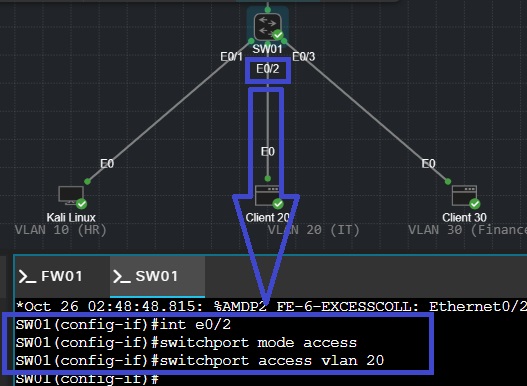 SW01
E0/1
E0/3
E0/2
E0
E0
E0
Kali Linux
Client 20
Client 30
VLAN 10 (HR)
VLAN 20 (IT)
VLAN 30 (Finance
>_ FW01
>_ SW01
*Oct 26 02:48:48.815: %AMDP2_FE-6-EXCESSCOLL: Ethernet0/2
SW01(config-if)#int e0/2
SW01(config-if)#switchport mode access
SW01(config-if)#switchport access vlan 20
SW01(config-if)#